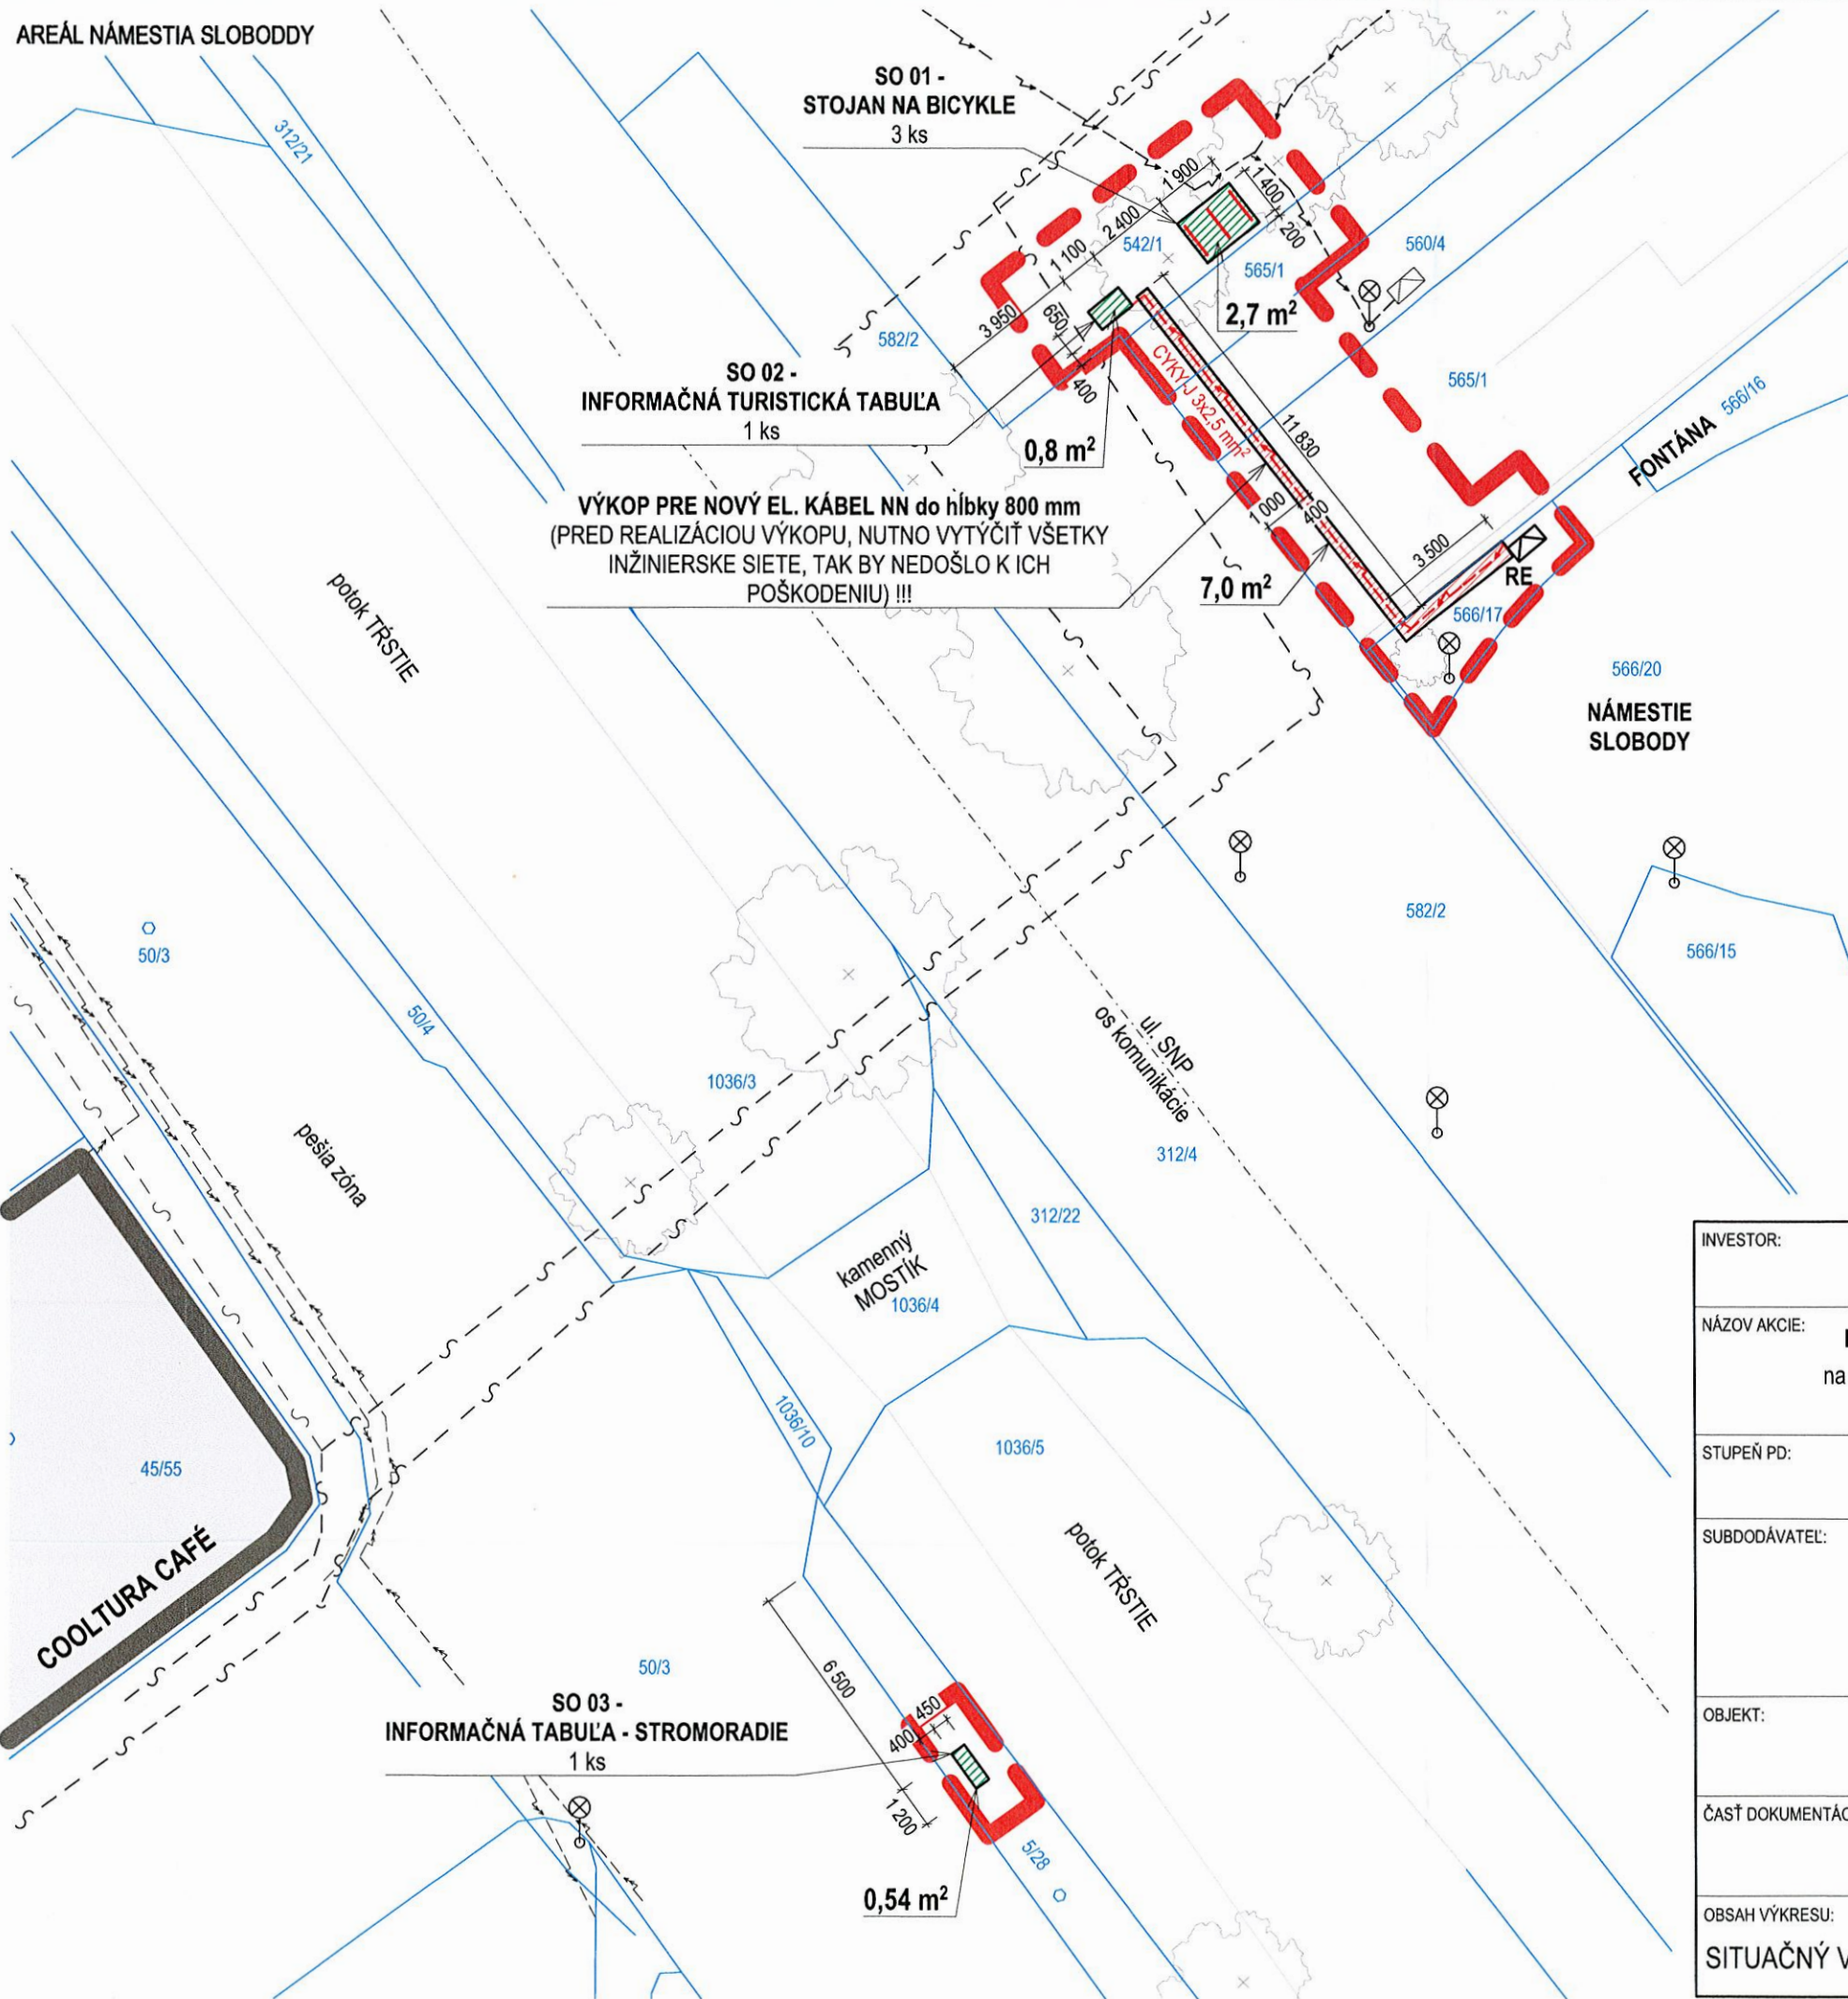 AREÁL NÁMESTIA SLOBODDY
312/21
SO 01 -
STOJAN NA BICYKLE
3 ks
1 900
1 400
200
2 400
1 100
542/1
565/1
560/4
3 950
650
400
2,7 m²
582/2
SO 02 -
INFORMAČNÁ TURISTICKÁ TABUĽA
1 ks
0,8 m²
CYKY-J 3x2,5 mm²
11 830
565/1
566/16
FONTÁNA
VÝKOP PRE NOVÝ EL. KÁBEL NN do hĺbky 800 mm
(PRED REALIZÁCIOU VÝKOPU, NUTNO VYTÝČIŤ VŠETKY
INŽINIERSKE SIETE, TAK BY NEDOŠLO K ICH
POŠKODENIU) !!!
1 000
400
3 500
RE
7,0 m²
566/17
566/20
NÁMESTIE
SLOBODY
potok TŔSTIE
582/2
566/15
50/3
50/4
1036/3
ul. SNP
os komunikácie
312/4
pešia zóna
312/22
kamenný
MOSTÍK
1036/4
1036/10
1036/5
45/55
COOLTURA CAFÉ
potok TŔSTIE
50/3
6 500
SO 03 -
INFORMAČNÁ TABUĽA - STROMORADIE
1 ks
450
400
1 200
5/28
0,54 m²
INVESTOR:
NÁZOV AKCIE:
na
STUPEŇ PD:
SUBDODÁVATEĽ:
OBJEKT:
ČASŤ DOKUMENTÁC
OBSAH VÝKRESU:
SITUAČNÝ V